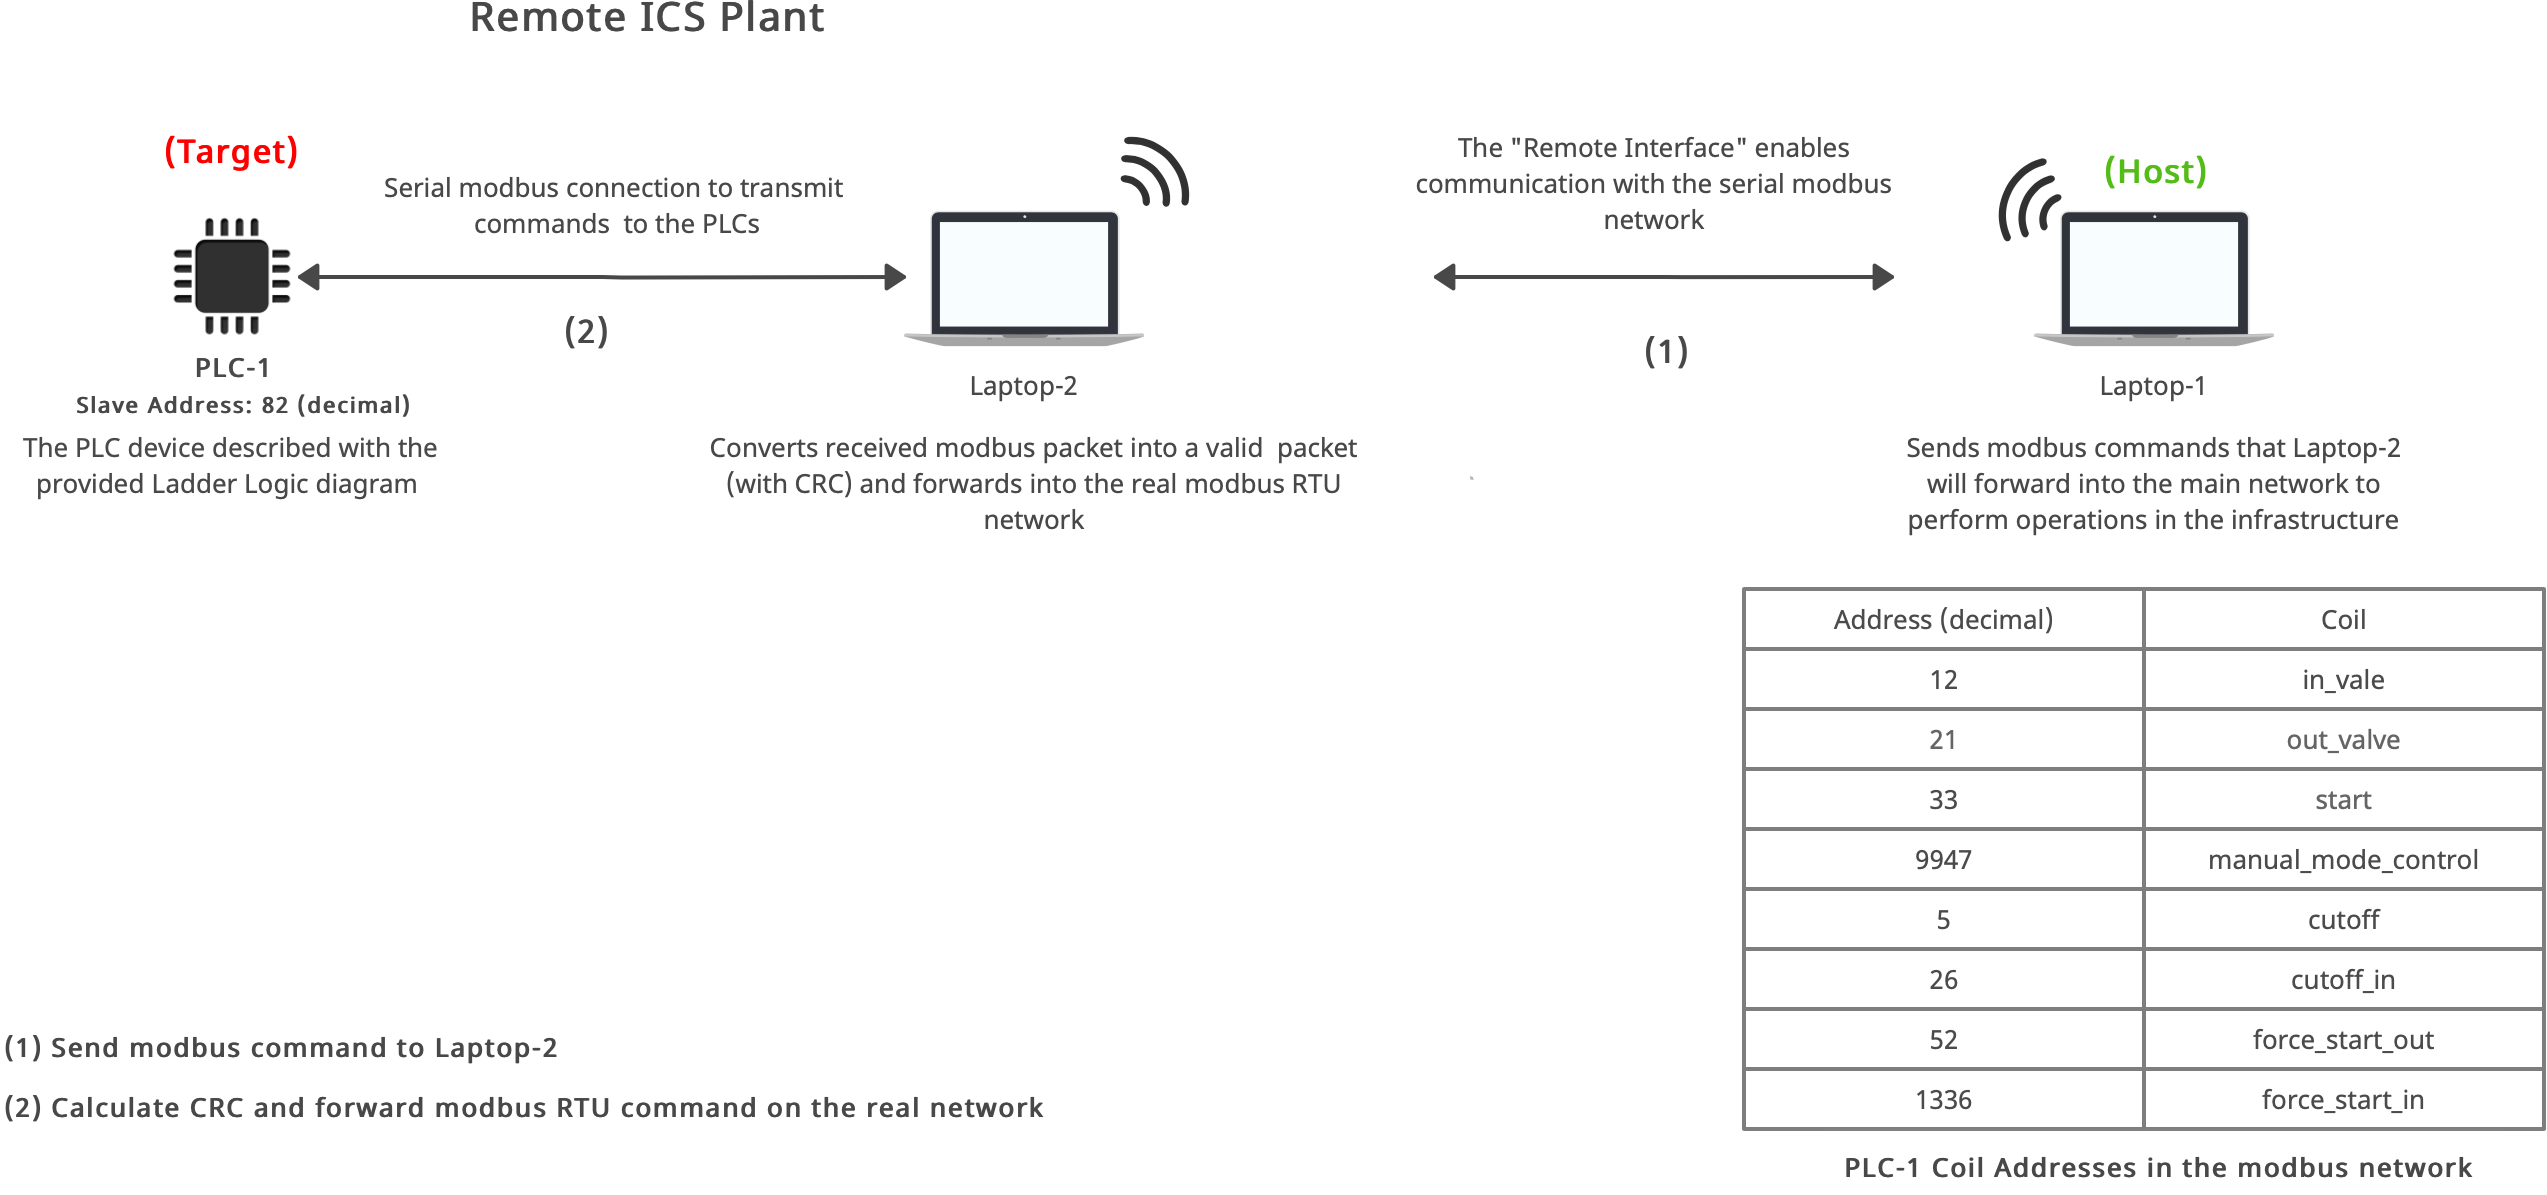 Remote ICS Plant
(Target)
Serial modbus connection to transmit
commands  to the PLCs
(2)
PLC-1
Slave Address: 82 (decimal)
The PLC device described with the
provided Ladder Logic diagram
Laptop-2
Converts received modbus packet into a valid  packet
(with CRC) and forwards into the real modbus RTU
network
The "Remote Interface" enables
communication with the serial modbus
network
(1)
(Host)
Laptop-1
Sends modbus commands that Laptop-2
will forward into the main network to
perform operations in the infrastructure
Address (decimal) Coil
12 in_vale
21 out_valve
33 start
9947 manual_mode_control
5 cutoff
26 cutoff_in
52 force_start_out
1336 force_start_in
PLC-1 Coil Addresses in the modbus network
(1) Send modbus command to Laptop-2
(2) Calculate CRC and forward modbus RTU command on the real network